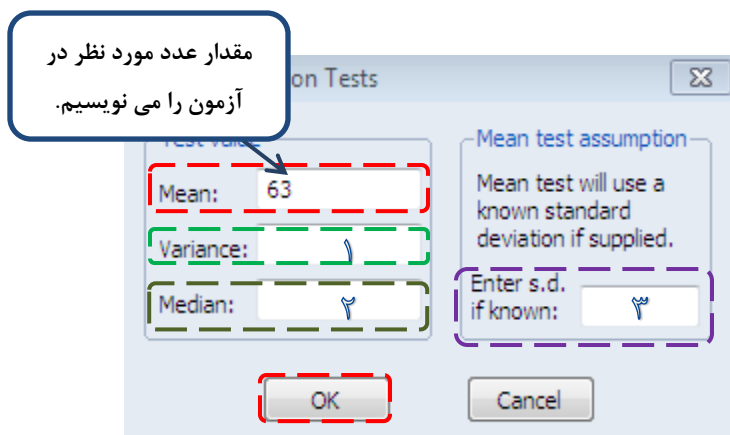 مقدار عدد مورد نظر در
آزمون را می نویسیم.
on Tests
Test value
Mean: 63
Variance: ۱
Median: ۲
Mean test assumption
Mean test will use a
known standard
deviation if supplied.
Enter s.d.
if known: ۳
OK
Cancel